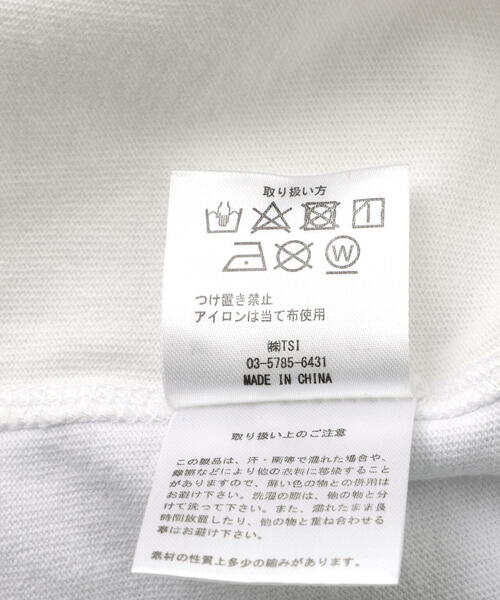 取り扱い方
W
つけ置き禁止
アイロンは当て布使用
㈱TSI
03-5785-6431
MADE IN CHINA
取り扱い上のご注意
この製品は、汗・雨等で濡れた場合や、
摩擦などにより他の衣料に移染すること
がありますので、薄い色の物との併用は
お避け下さい。洗濯の際は、他の物と分
けて洗って下さい。また、濡れたまま長
時間放置したり、他の物と重ね合わせる
事はお避け下さい。
素材の性質上多少の縮みがあります。